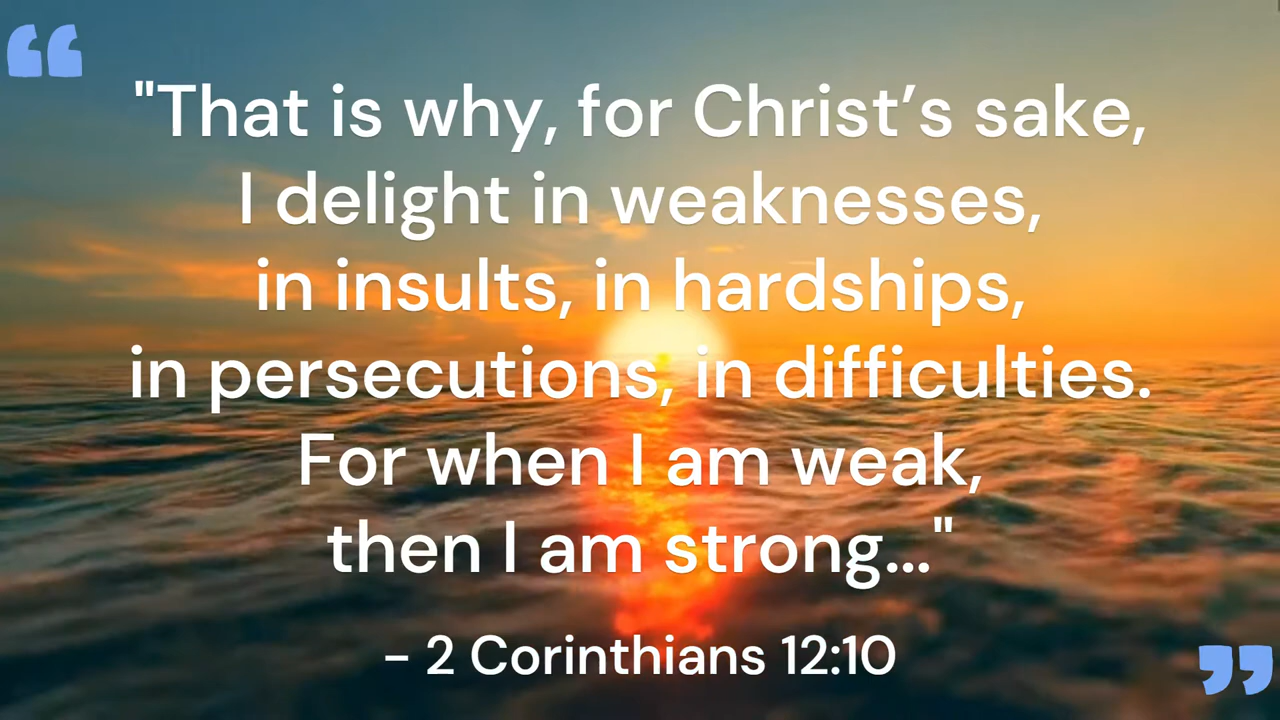 "That is why, for Christ’s sake,
I delight in weaknesses,
in insults, in hardships,
in persecutions, in difficulties.
For when I am weak,
then I am strong..."
– 2 Corinthians 12:10